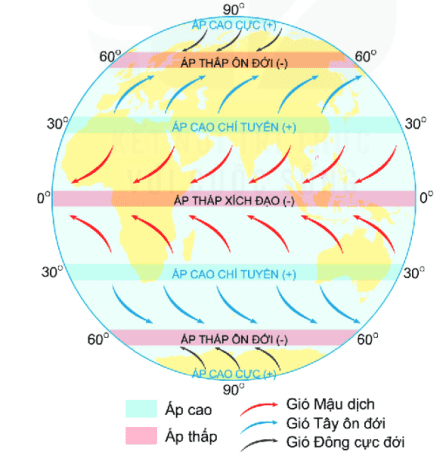 90°
ÁP CAO CỰC (+)
60° 60°
ÁP THẤP ÔN ĐỚI (-)
30° 30°
ÁP CAO CHÍ TUYẾN (+)
0° 0°
ÁP THẤP XÍCH ĐẠO (-)
30° 30°
ÁP CAO CHÍ TUYẾN (+)
60° 60°
ÁP THẤP ÔN ĐỚI (-)
ÁP CAO CỰC (+)
90°
Áp cao
Áp thấp
Gió Mậu dịch
Gió Tây ôn đới
Gió Đông cực đới